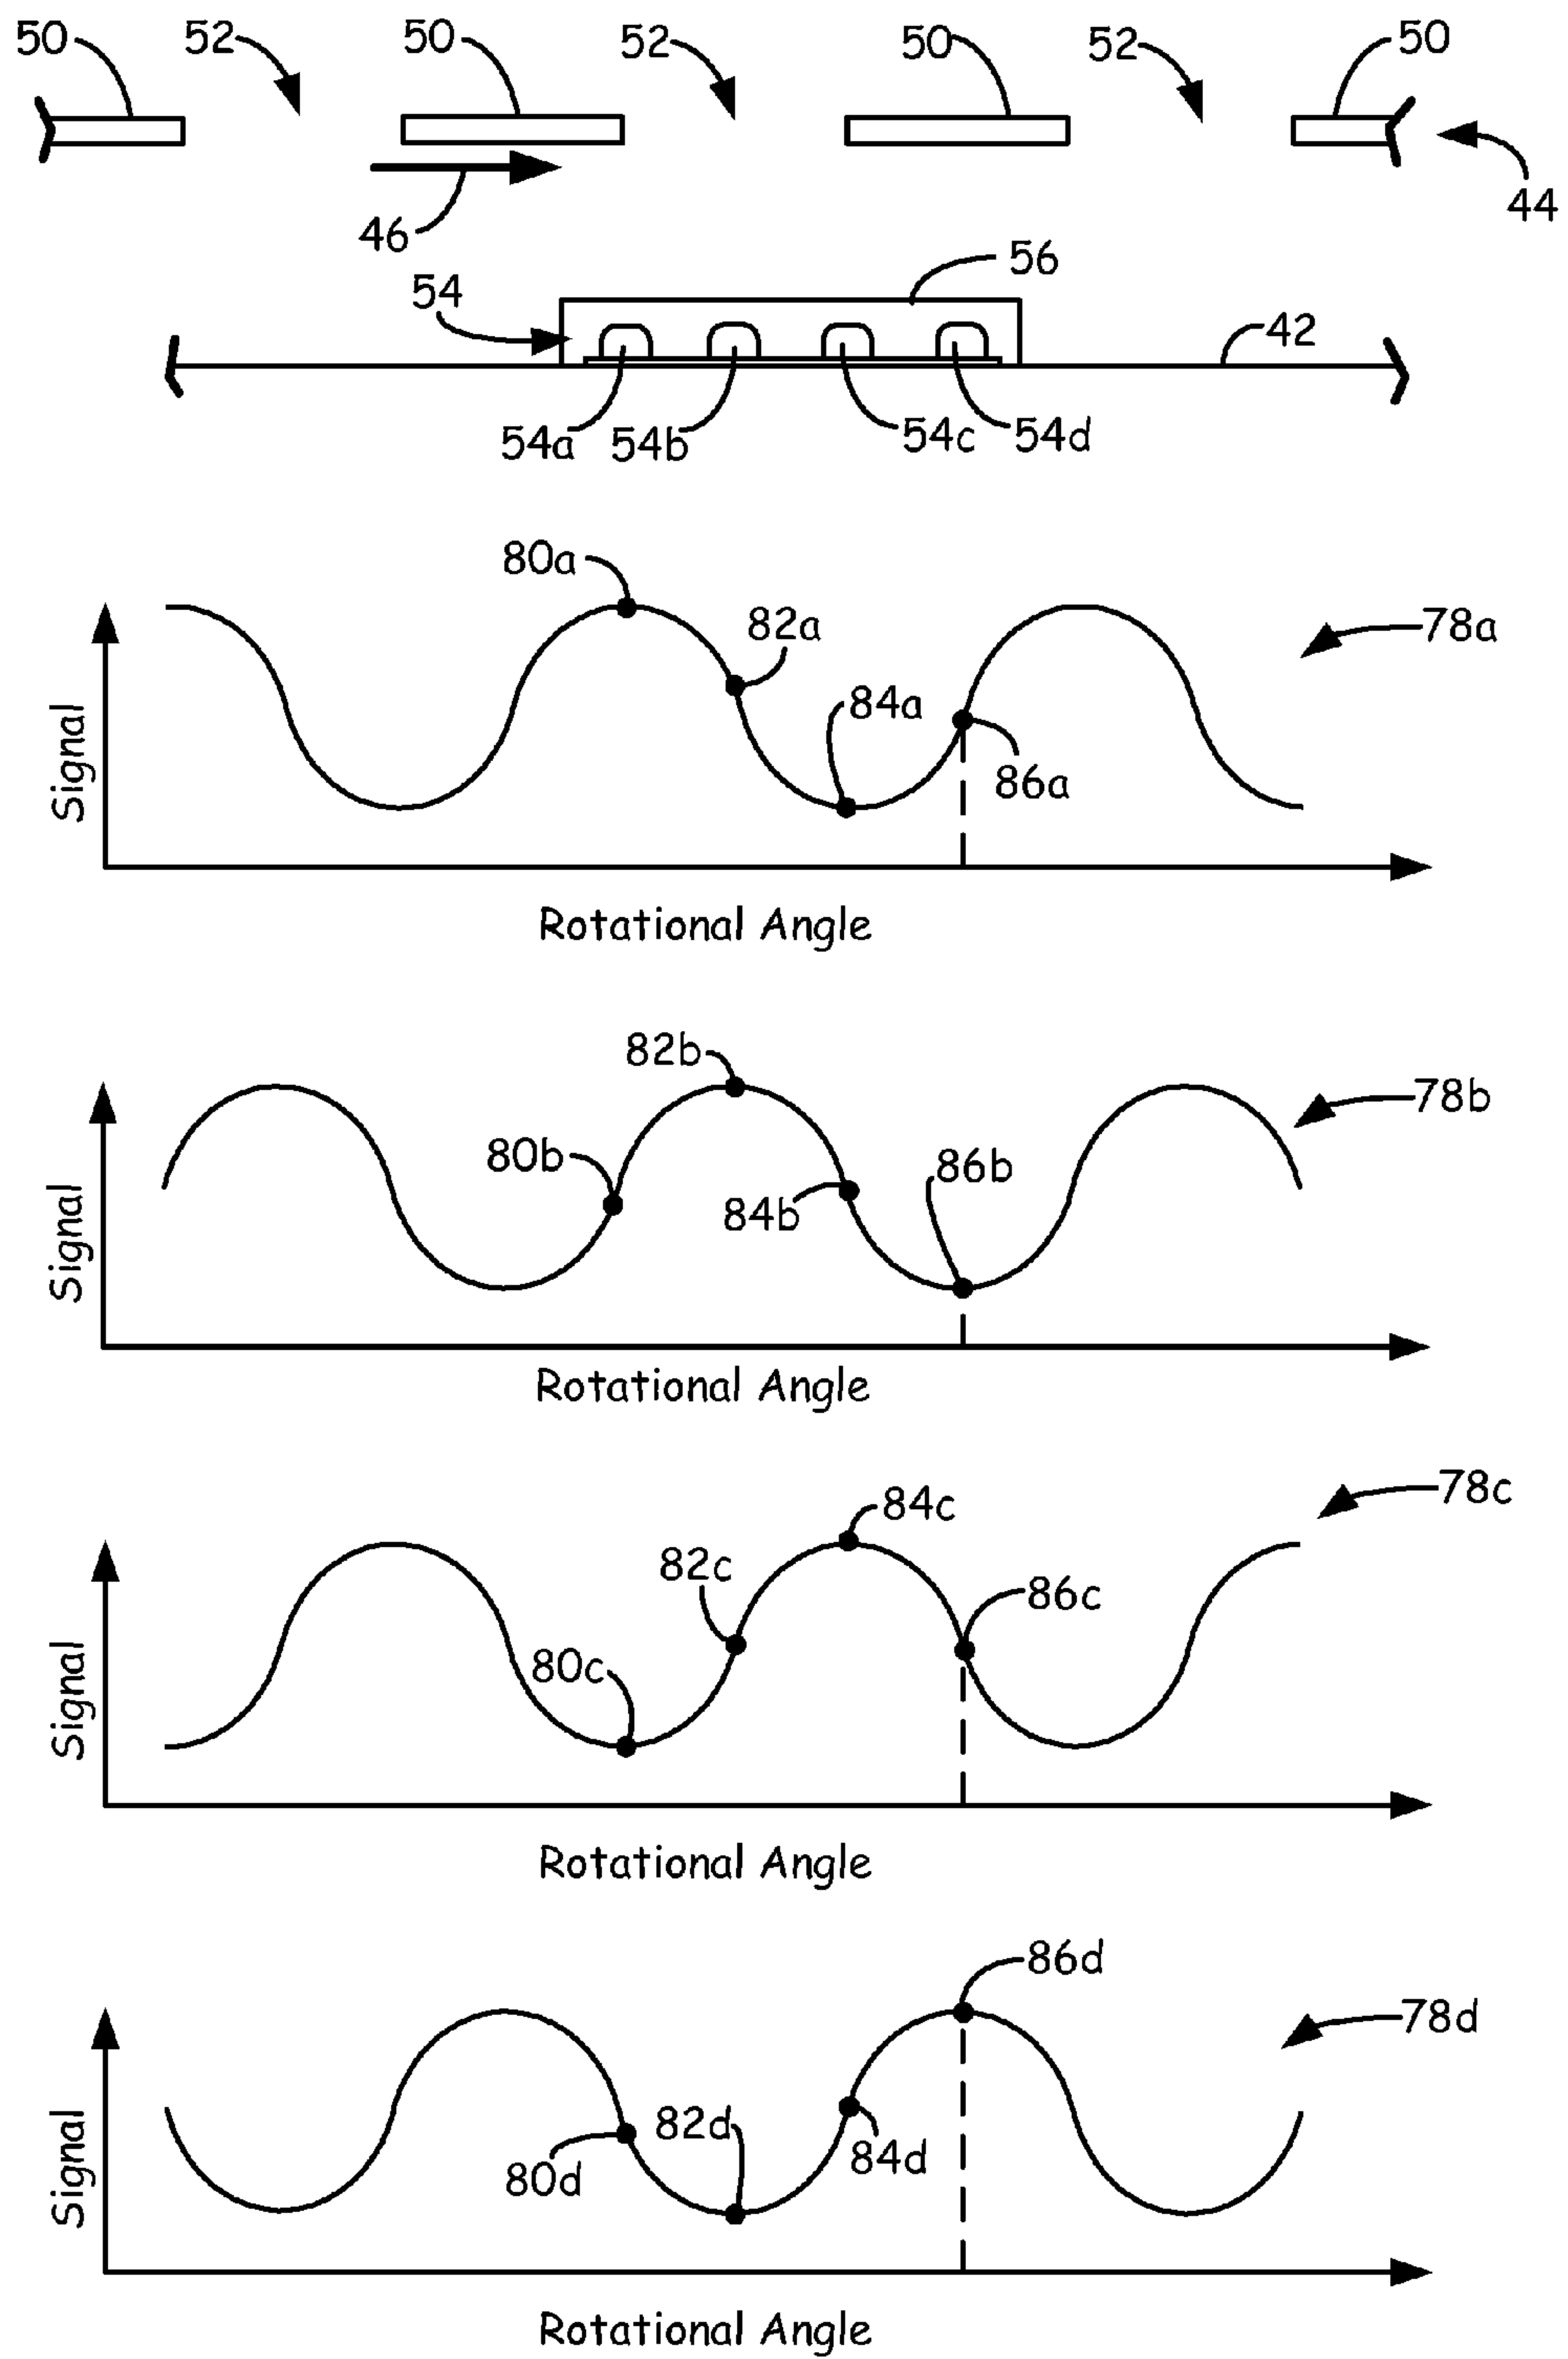 50 52 50 52 50 52 50
46
44
54
56
42
54a 54b 54c 54d
80a
82a
78a
84a
86a
Signal
Rotational Angle
82b
78b
80b
86b
84b
Signal
Rotational Angle
84c
78c
82c
86c
80c
Signal
Rotational Angle
86d
78d
82d
84d
80d
Signal
Rotational Angle